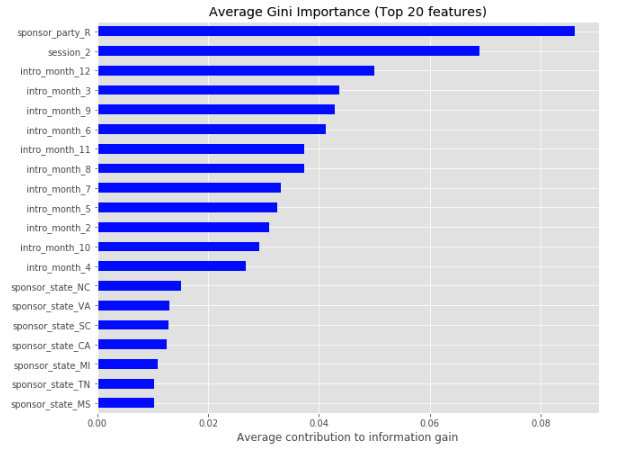 Average Gini Importance (Top 20 features)
sponsor_party_R
session_2
intro_month_12
intro_month_3
intro_month_9
intro_month_6
intro_month_11
intro_month_8
intro_month_7
intro_month_5
intro_month_2
intro_month_10
intro_month_4
sponsor_state_NC
sponsor_state_VA
sponsor_state_SC
sponsor_state_CA
sponsor_state_MI
sponsor_state_TN
sponsor_state_MS
0.00 0.02 0.04 0.06 0.08
Average contribution to information gain